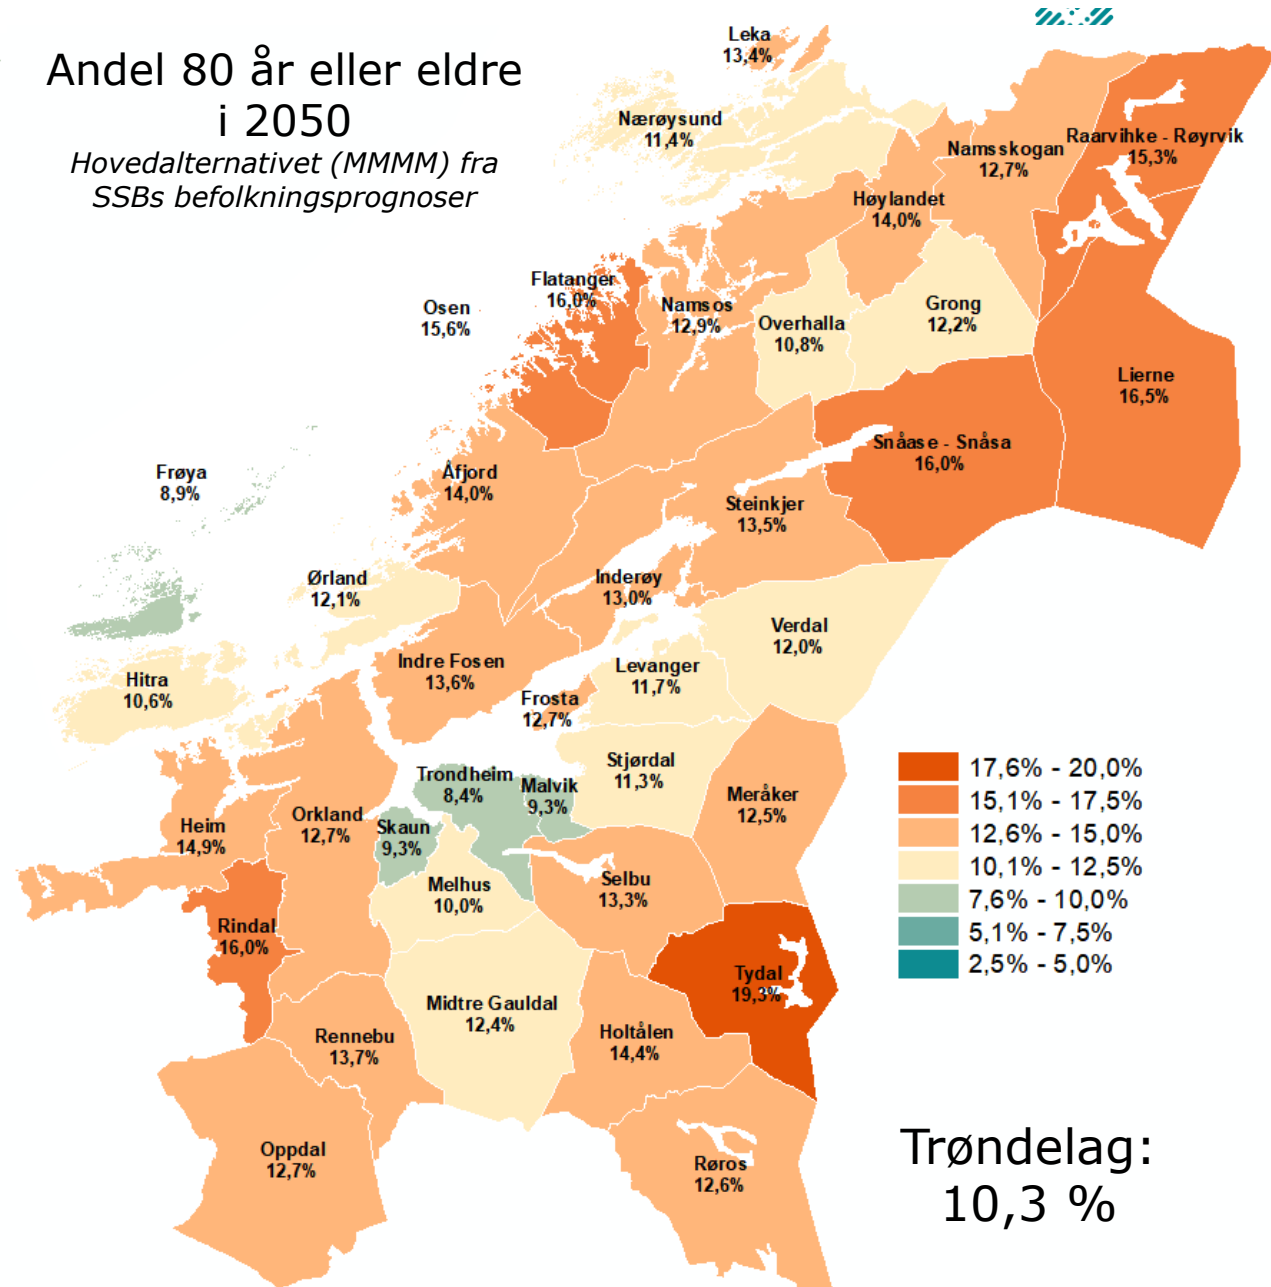 Andel 80 år eller eldre
i 2050
Hovedalternativet (MMMM) fra
SSBs befolkningsprognoser
Leka
13,4%
Nærøysund
11,4%
Namsskogan
12,7%
Raarvihke - Røyrvik
15,3%
Høylandet
14,0%
Flatanger
16,0%
Osen
15,6%
Namsos
12,9%
Overhalla
10,8%
Grong
12,2%
Lierne
16,5%
Snåase - Snåsa
16,0%
Frøya
8,9%
Åfjord
14,0%
Steinkjer
13,5%
Ørland
12,1%
Inderøy
13,0%
Verdal
12,0%
Hitra
10,6%
Indre Fosen
13,6%
Levanger
11,7%
Frosta
12,7%
Trondheim
8,4%
Malvik
9,3%
Stjørdal
11,3%
Meråker
12,5%
Heim
14,9%
Orkland
12,7%
Skaun
9,3%
Melhus
10,0%
Selbu
13,3%
Rindal
16,0%
Tydal
19,3%
Midtre Gauldal
12,4%
Rennebu
13,7%
Holtålen
14,4%
Oppdal
12,7%
Røros
12,6%
17,6% - 20,0%
15,1% - 17,5%
12,6% - 15,0%
10,1% - 12,5%
7,6% - 10,0%
5,1% - 7,5%
2,5% - 5,0%
Trøndelag:
10,3 %